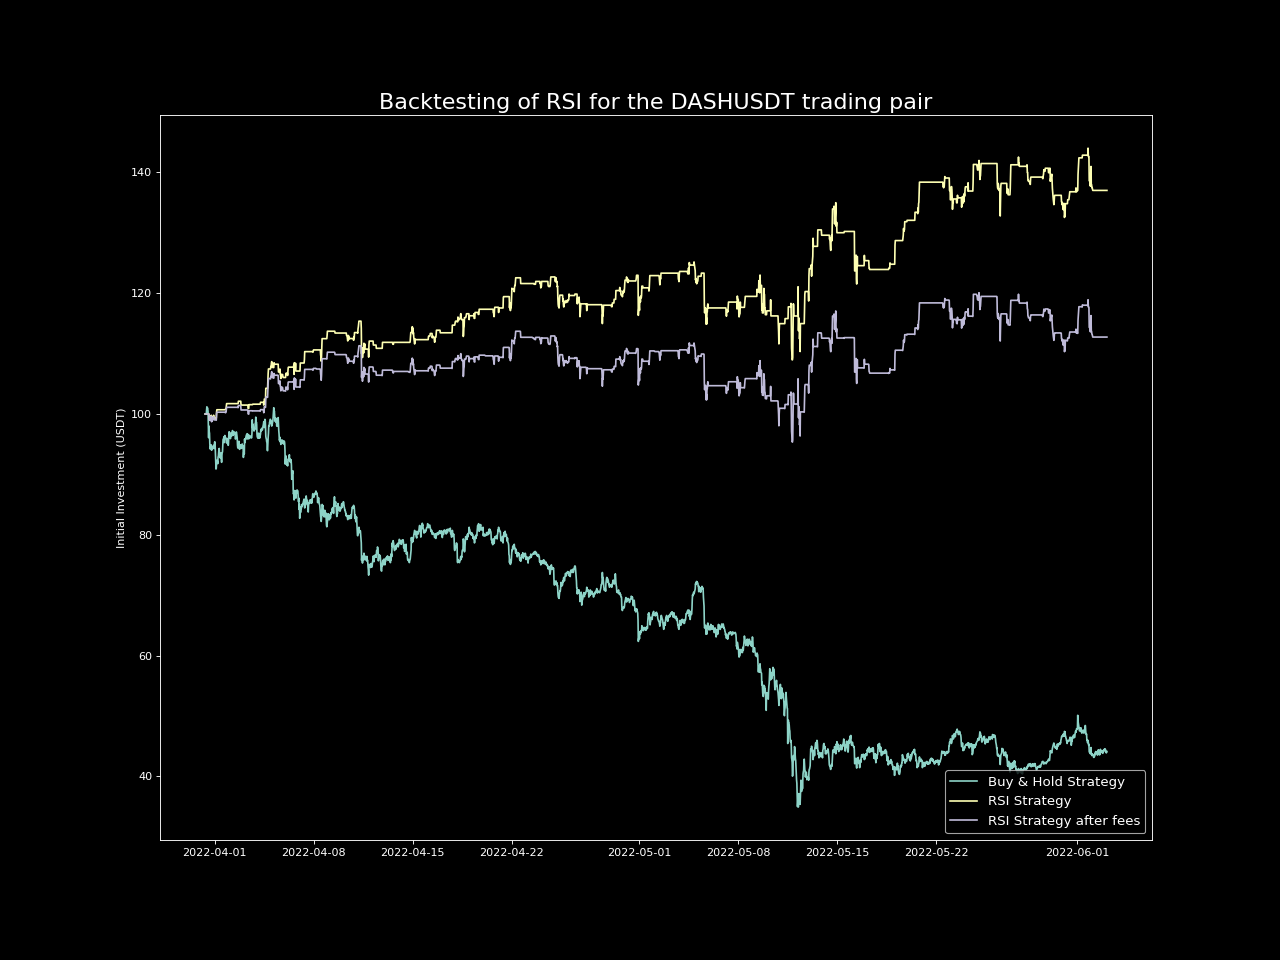 Backtesting of RSI for the DASHUSDT trading pair
140
120
100
80
60
40
Initial Investment (USDT)
2022-04-01 2022-04-08 2022-04-15 2022-04-22 2022-05-01 2022-05-08 2022-05-15 2022-05-22 2022-06-01
Buy & Hold Strategy
RSI Strategy
RSI Strategy after fees